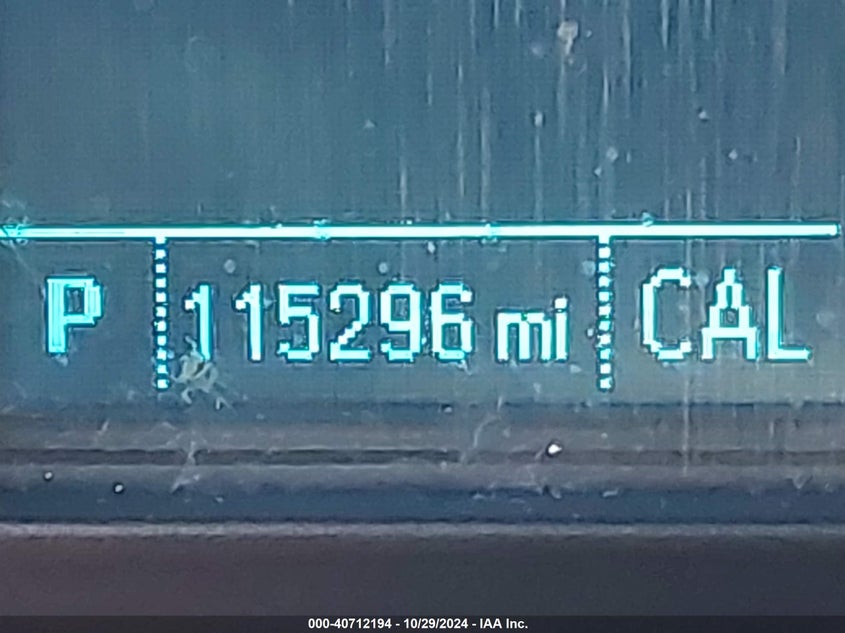 P 115296 mi CAL
000-40712194 - 10/29/2024 - IAA Inc.